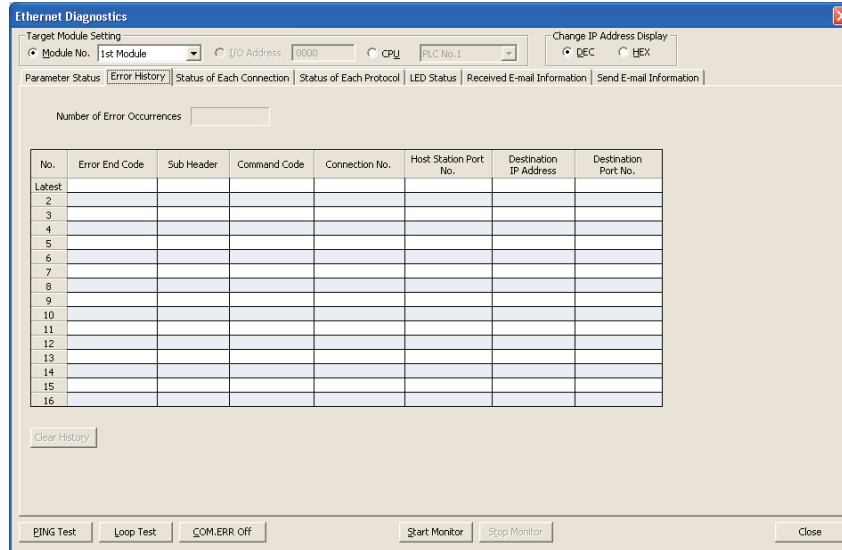 Ethernet Diagnostics
Target Module Setting
Module No. 1st Module I/O Address 0000 CPU PLC No.1
Change IP Address Display
DEC HEX
Parameter Status Error History Status of Each Connection Status of Each Protocol LED Status Received E-mail Information Send E-mail Information
Number of Error Occurrences
No. Error End Code Sub Header Command Code Connection No. Host Station Port No. Destination IP Address Destination Port No.
Latest
2
3
4
5
6
7
8
9
10
11
12
13
14
15
16
Clear History
PING Test Loop Test COM.ERR Off Start Monitor Stop Monitor Close